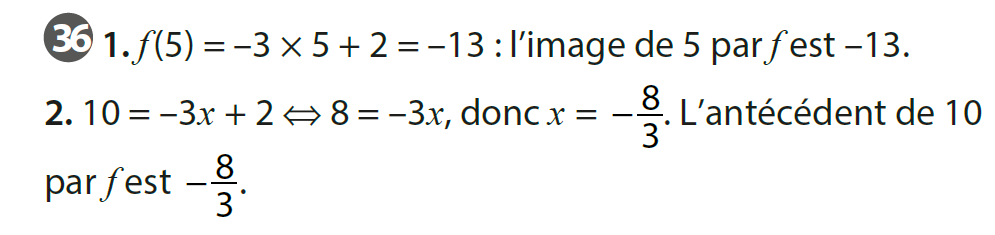 36 1. f(5) = –3 × 5 + 2 = –13 : l’image de 5 par f est –13.
2. 10 = –3x + 2 ⇔ 8 = –3x, donc x = –8/3. L’antécédent de 10
par f est –8/3.